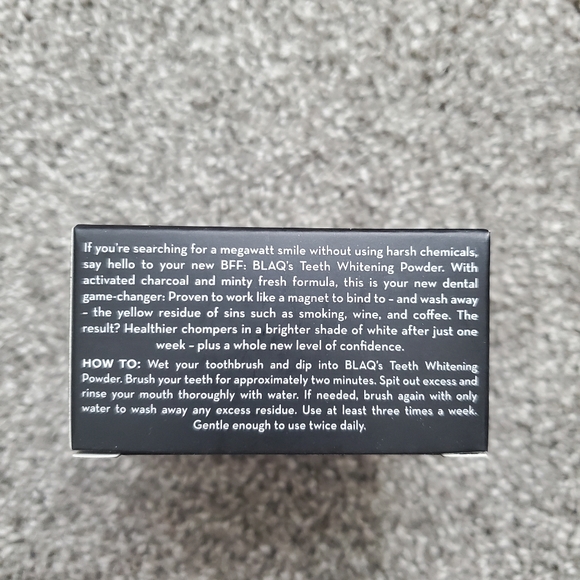 If you're searching for a megawatt smile without using harsh chemicals,
say hello to your new BFF: BLAQ's Teeth Whitening Powder. With
activated charcoal and minty fresh formula, this is your new dental
game-changer: Proven to work like a magnet to bind to – and wash away
– the yellow residue of sins such as smoking, wine, and coffee. The
result? Healthier chompers in a brighter shade of white after just one
week – plus a whole new level of confidence.
HOW TO: Wet your toothbrush and dip into BLAQ's Teeth Whitening
Powder. Brush your teeth for approximately two minutes. Spit out excess and
rinse your mouth thoroughly with water. If needed, brush again with only
water to wash away any excess residue. Use at least three times a week.
Gentle enough to use twice daily.